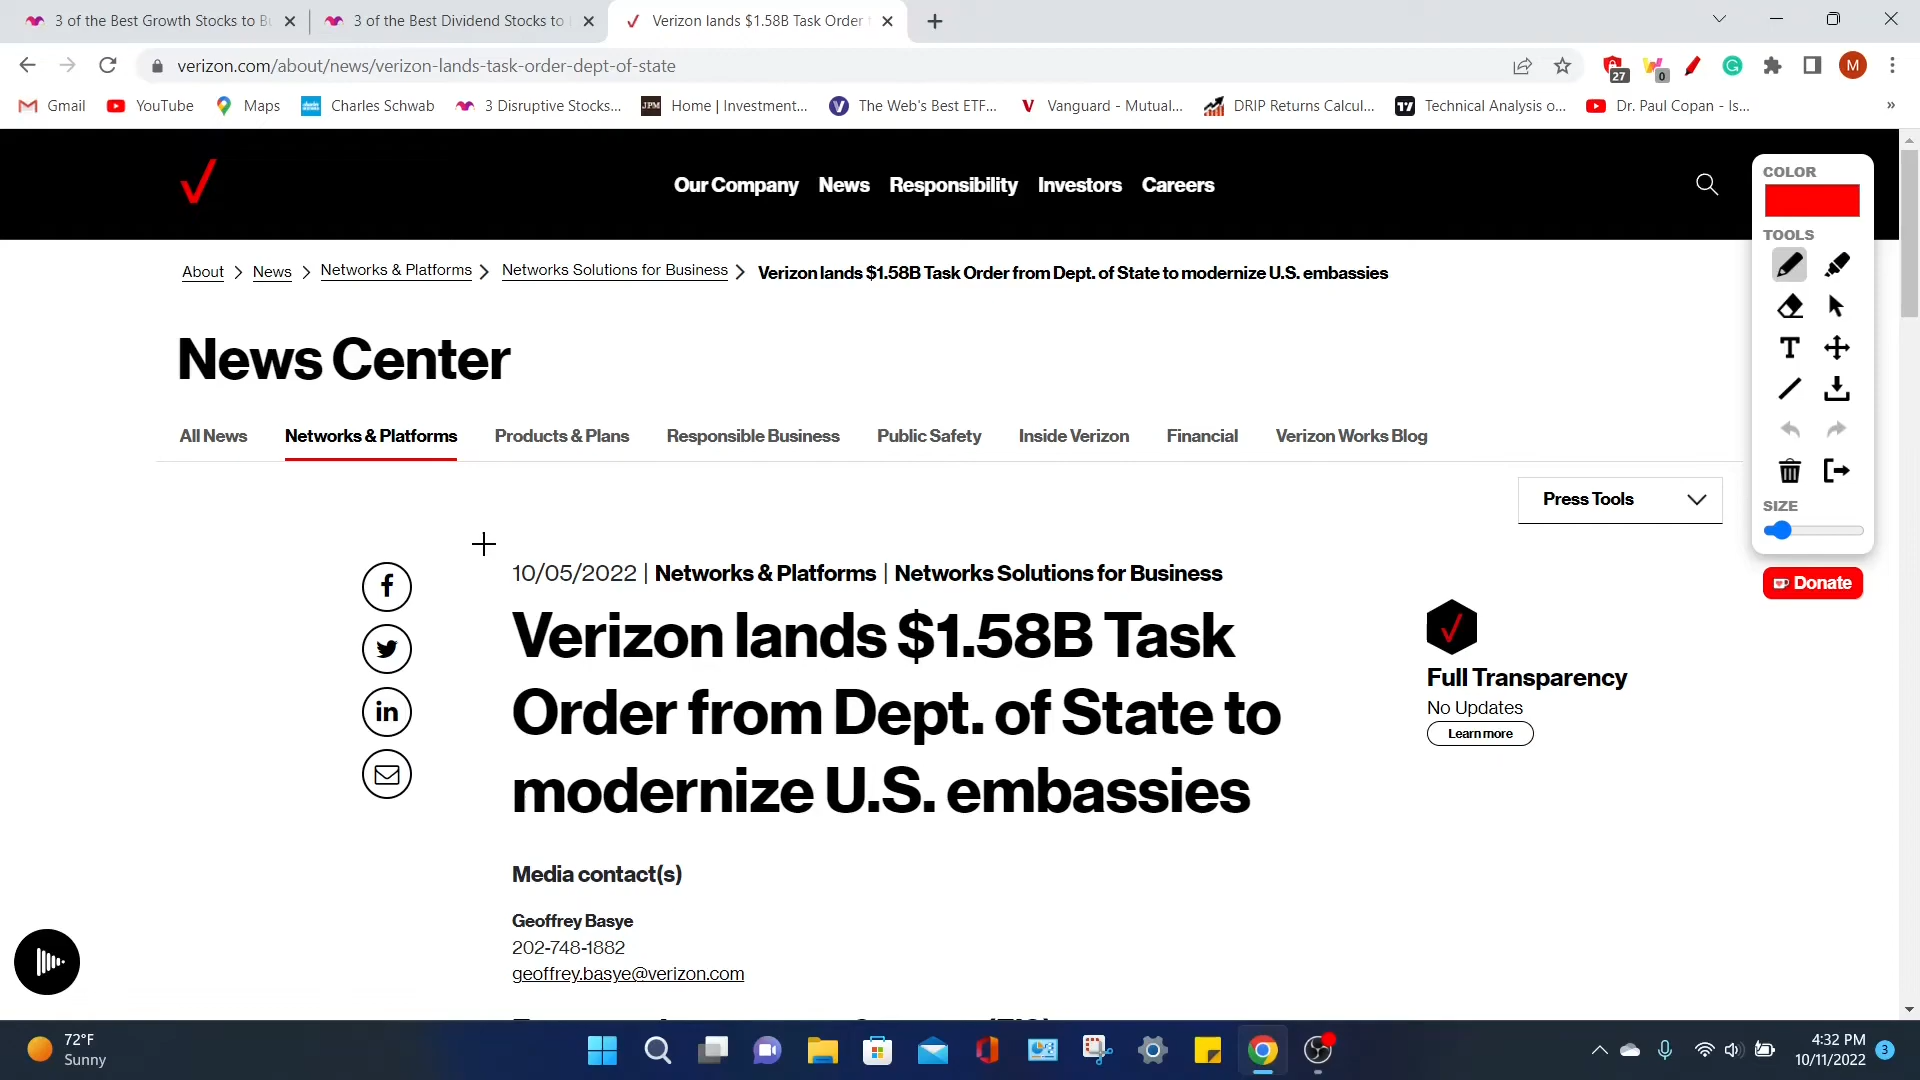 3 of the Best Growth Stocks to Bu
3 of the Best Dividend Stocks to
Verizon lands $1.58B Task Order
verizon.com/about/news/verizon-lands-task-order-dept-of-state
27
0
G
M
Gmail
YouTube
Maps
Charles Schwab
3 Disruptive Stocks...
JPM
Home | Investment...
The Web's Best ETF...
Vanguard - Mutual...
DRIP Returns Calcul...
Technical Analysis o...
Dr. Paul Copan - Is...
»
Our Company
News
Responsibility
Investors
Careers
COLOR
TOOLS
SIZE
Donate
About > News > Networks & Platforms > Networks Solutions for Business > Verizon lands $1.58B Task Order from Dept. of State to modernize U.S. embassies
News Center
All News
Networks & Platforms
Products & Plans
Responsible Business
Public Safety
Inside Verizon
Financial
Verizon Works Blog
Press Tools
10/05/2022 | Networks & Platforms | Networks Solutions for Business
Verizon lands $1.58B Task
Order from Dept. of State to
modernize U.S. embassies
Full Transparency
No Updates
Learn more
Media contact(s)
Geoffrey Basye
202-748-1882
geoffrey.basye@verizon.com
72°F
Sunny
4:32 PM
10/11/2022
3